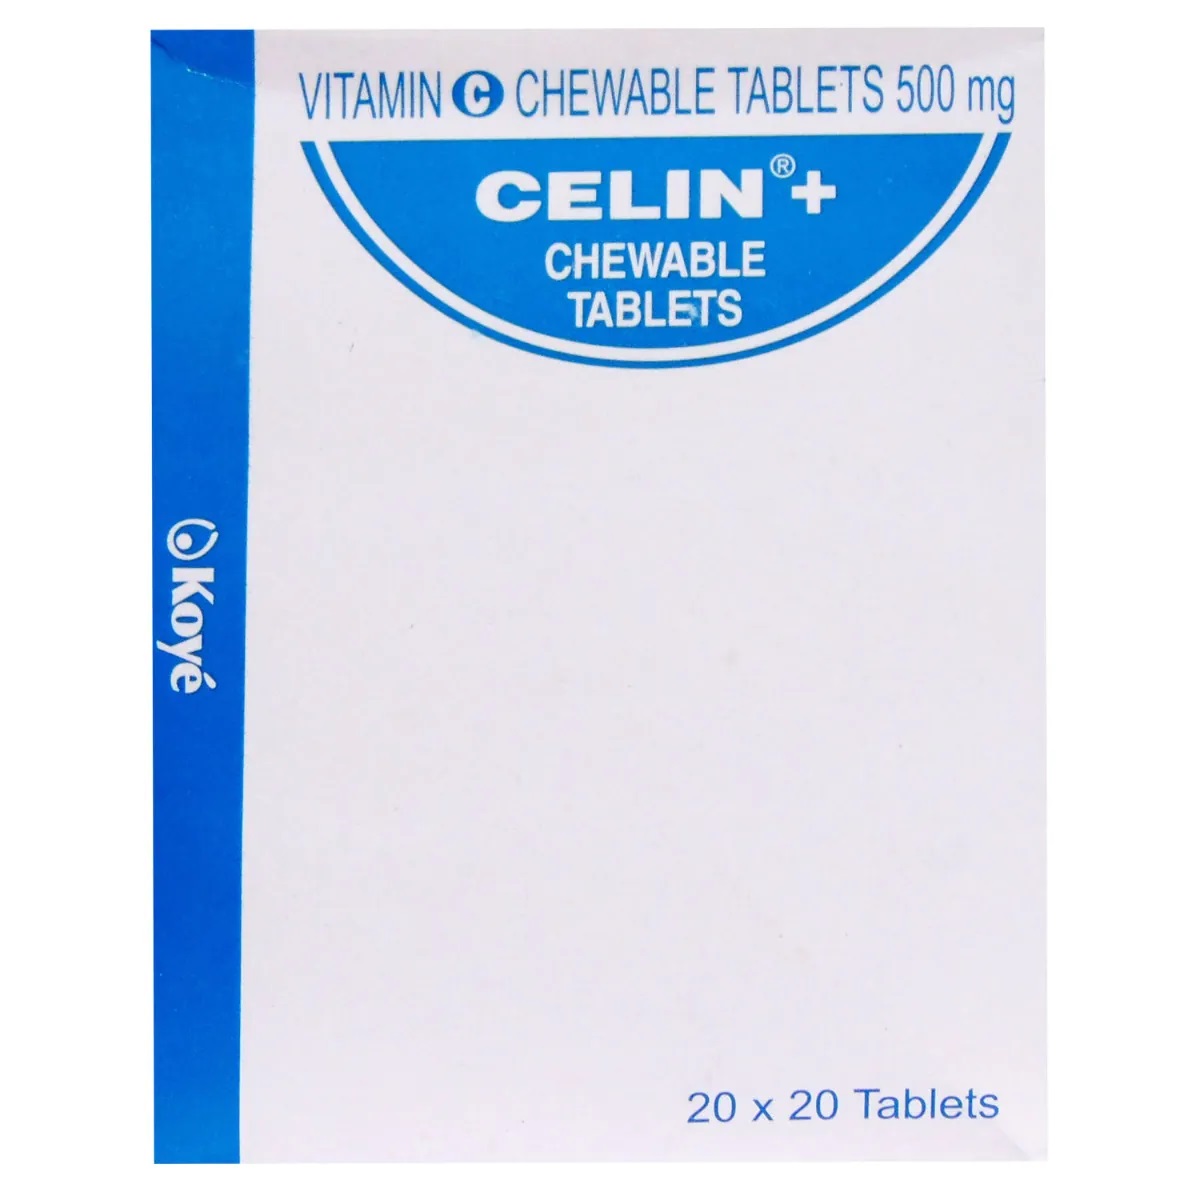 VITAMIN C CHEWABLE TABLETS 500 mg
CELIN®+
CHEWABLE
TABLETS
Koyé
20 x 20 Tablets